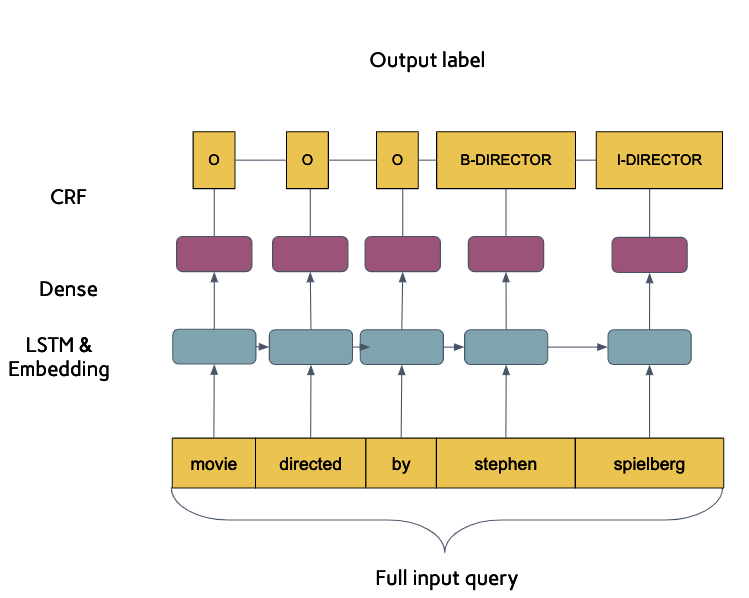 Output label
O O O B-DIRECTOR I-DIRECTOR
CRF
Dense
LSTM &
Embedding
movie directed by stephen spielberg
Full input query